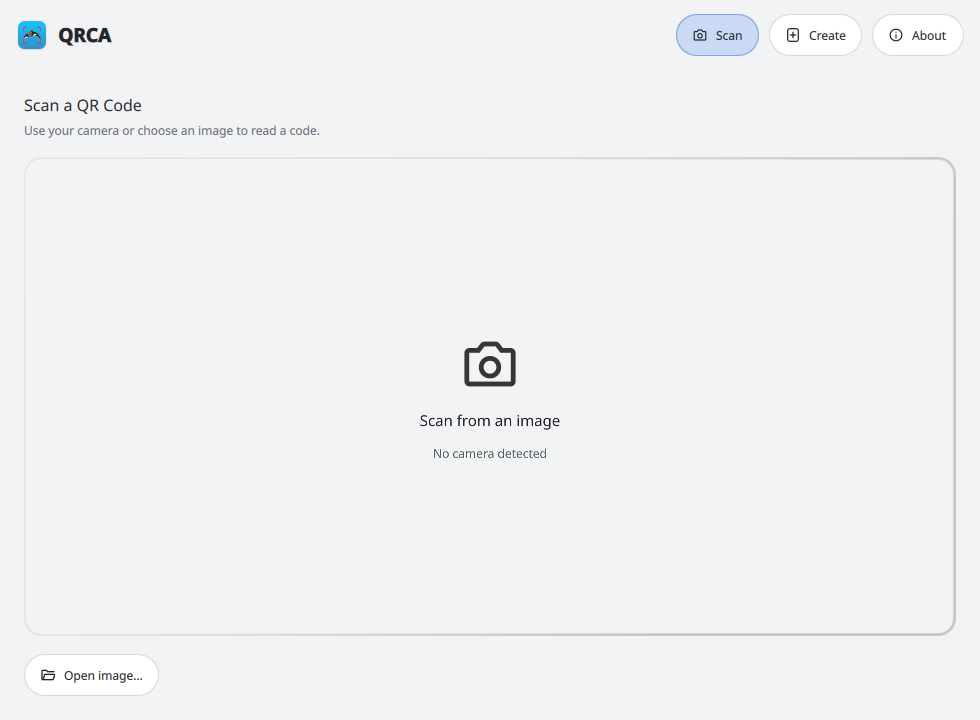 QRCA
Scan
Create
About
Scan a QR Code
Use your camera or choose an image to read a code.
Scan from an image
No camera detected
Open image...